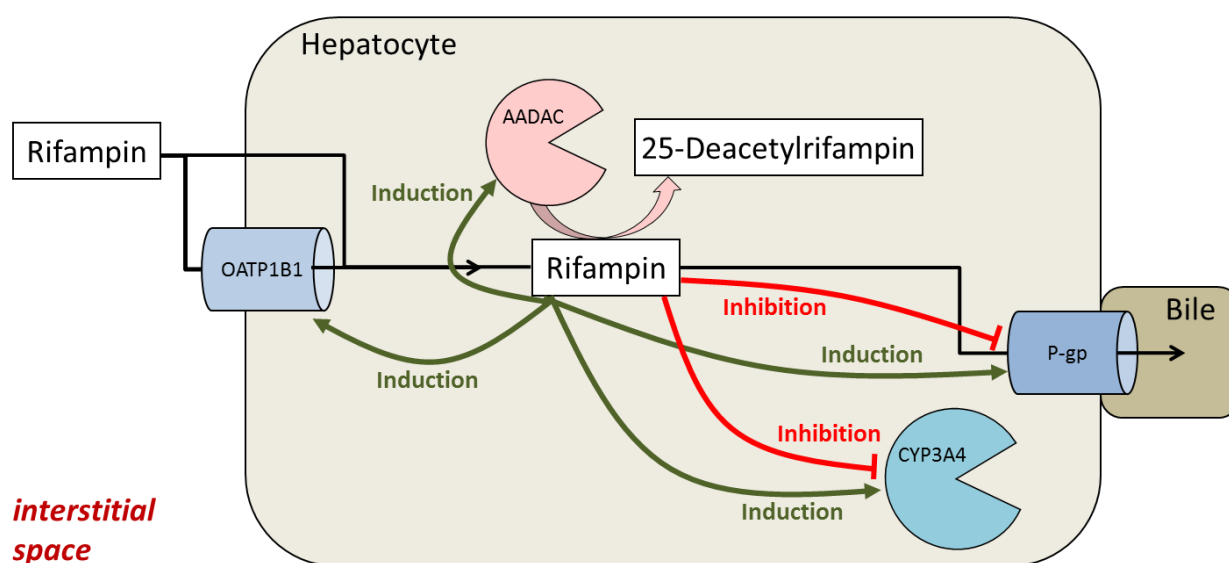 Hepatocyte
Rifampin
AADAC
25-Deacetylrifampin
Induction
OATP1B1
Rifampin
Inhibition
Bile
P-gp
Induction
Induction
Inhibition
CYP3A4
Induction
interstitial
space